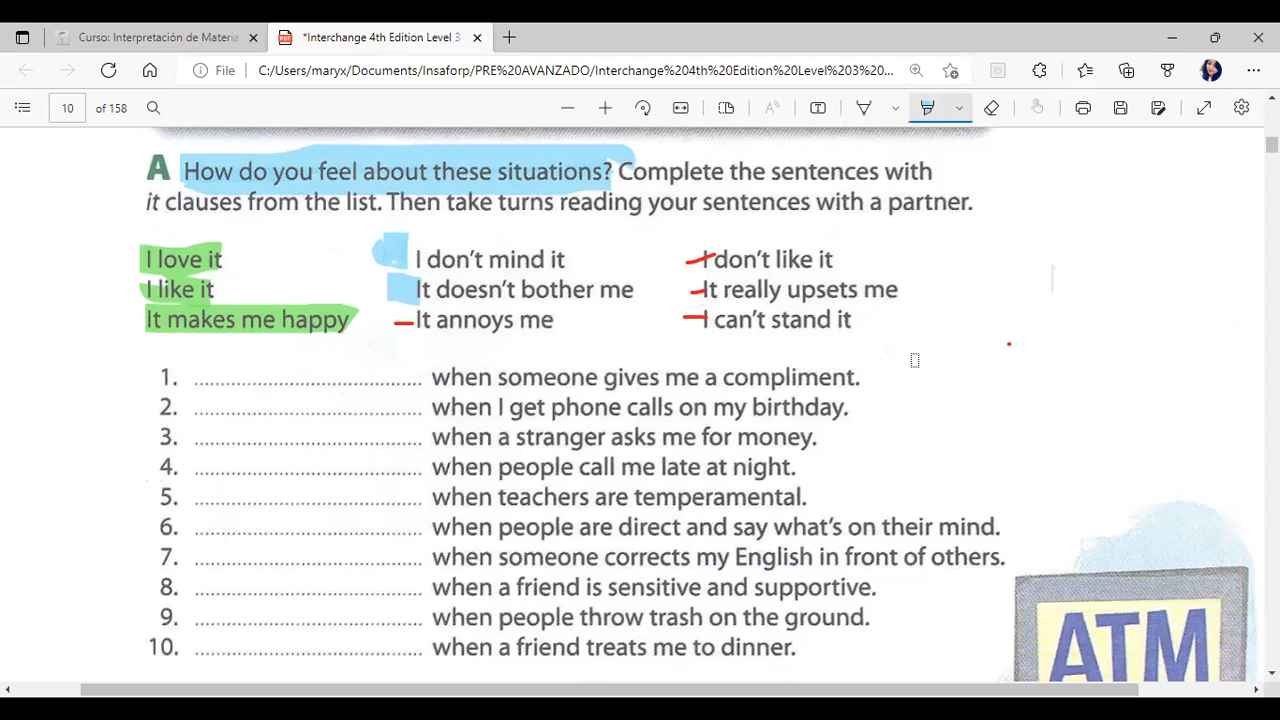 Curso: Interpretación de Materia
*Interchange 4th Edition Level 3
File C:/Users/maryx/Documents/Insaforp/PRE%20AVANZADO/Interchange%204th%20Edition%20Level%203%20...
10 of 158
A How do you feel about these situations? Complete the sentences with
it clauses from the list. Then take turns reading your sentences with a partner.
I love it I don't mind it I don't like it
I like it It doesn't bother me It really upsets me
It makes me happy It annoys me I can't stand it
1. ........................................ when someone gives me a compliment.
2. ........................................ when I get phone calls on my birthday.
3. ........................................ when a stranger asks me for money.
4. ........................................ when people call me late at night.
5. ........................................ when teachers are temperamental.
6. ........................................ when people are direct and say what's on their mind.
7. ........................................ when someone corrects my English in front of others.
8. ........................................ when a friend is sensitive and supportive.
9. ........................................ when people throw trash on the ground.
10. ........................................ when a friend treats me to dinner.
ATM